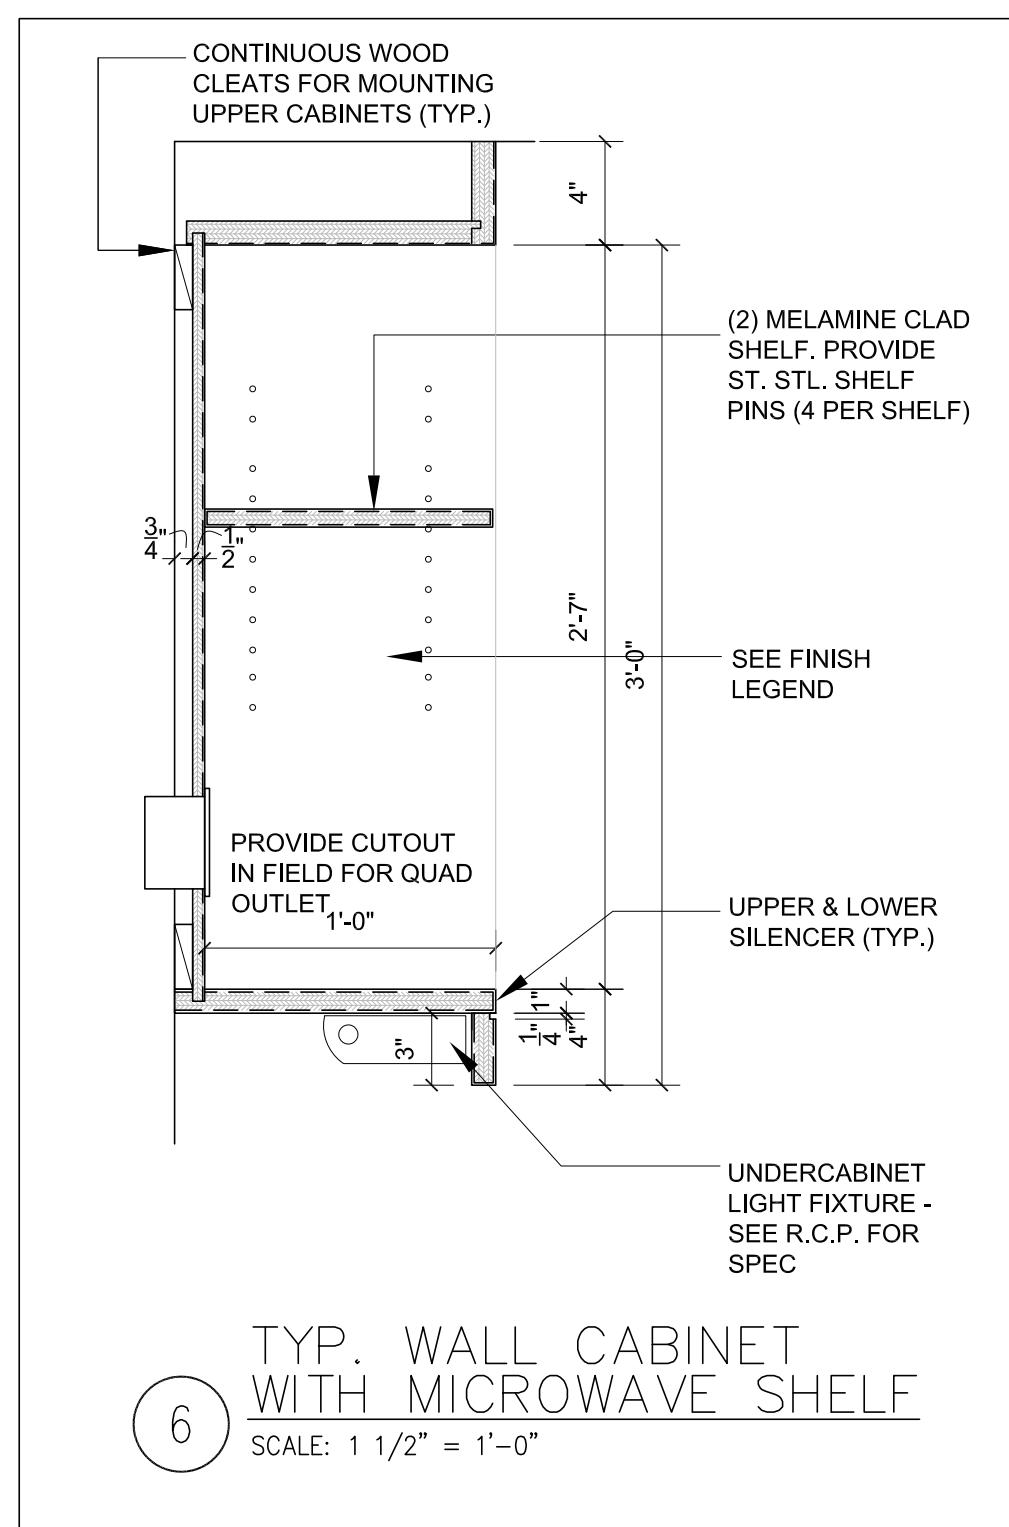 CONTINUOUS WOOD
CLEATS FOR MOUNTING
UPPER CABINETS (TYP.)
4"
(2) MELAMINE CLAD
SHELF. PROVIDE
ST. STL. SHELF
PINS (4 PER SHELF)
3/4"
1/2"
2'-7"
3'-0"
SEE FINISH
LEGEND
PROVIDE CUTOUT
IN FIELD FOR QUAD
OUTLET
1'-0"
UPPER & LOWER
SILENCER (TYP.)
1"
1/4"
4"
3"
UNDERCABINET
LIGHT FIXTURE -
SEE R.C.P. FOR
SPEC
TYP. WALL CABINET
WITH MICROWAVE SHELF
6
SCALE: 1 1/2" = 1'-0"